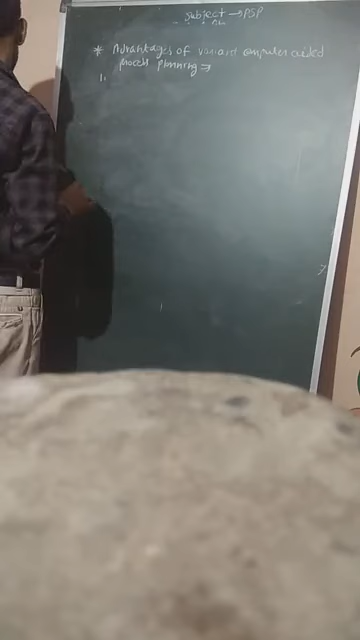 Subject → PSP
* Advantages of variant computer aided
process planning ⇒
1.